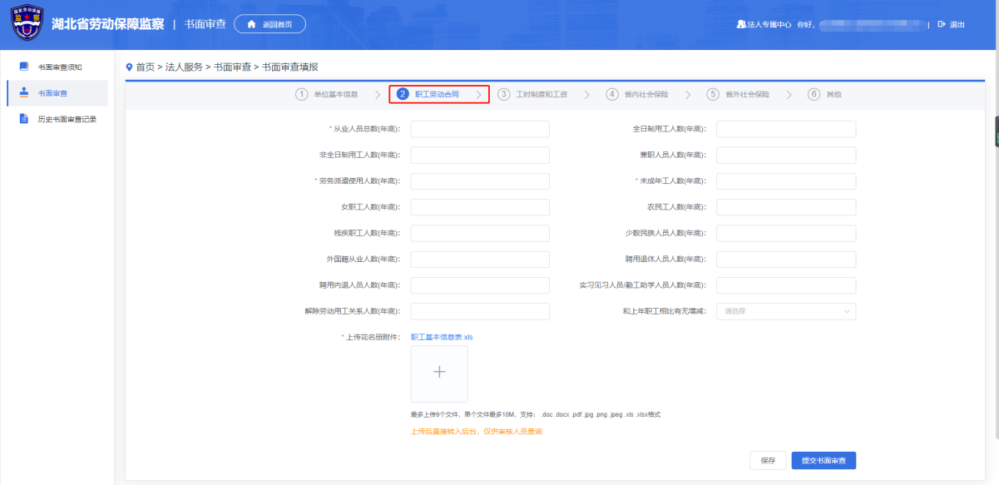 国家劳动保障
监 察
湖北省劳动保障监察 | 书面审查 返回首页 法人专属中心 你好, | 退出
书面审查须知
书面审查
历史书面审查记录
首页 > 法人服务 > 书面审查 > 书面审查填报
1 单位基本信息 2 职工劳动合同 3 工时制度和工资 4 省内社会保险 5 省外社会保险 6 其他
* 从业人员总数(年底): 全日制用工人数(年底):
非全日制用工人数(年底): 兼职人员人数(年底):
* 劳务派遣使用人数(年底): * 未成年工人数(年底):
女职工人数(年底): 农民工人数(年底):
残疾职工人数(年底): 少数民族人员人数(年底):
外国籍从业人数(年底): 聘用退休人员人数(年底):
聘用内退人员人数(年底): 实习见习人员/勤工助学人员人数(年底):
解除劳动用工关系人数(年底): 和上年职工相比有无增减: 请选择
* 上传花名册附件: 职工基本信息表.xls
最多上传9个文件，单个文件最多10M，支持： .doc .docx .pdf .jpg .png .jpeg .xls .xlsx格式
上传后直接转入后台，仅供审核人员查阅
保存 提交书面审查